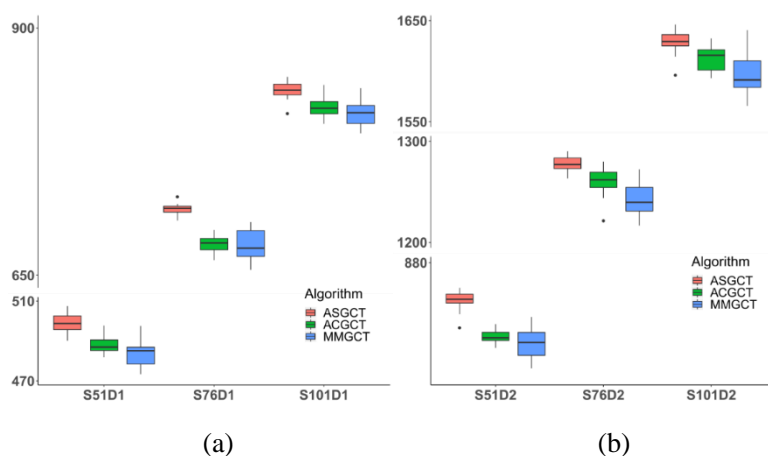 900
650
510
470
Algorithm
ASGCT
ACGCT
MMGCT
S51D1 S76D1 S101D1
(a)
1650
1550
1300
1200
880
Algorithm
ASGCT
ACGCT
MMGCT
S51D2 S76D2 S101D2
(b)